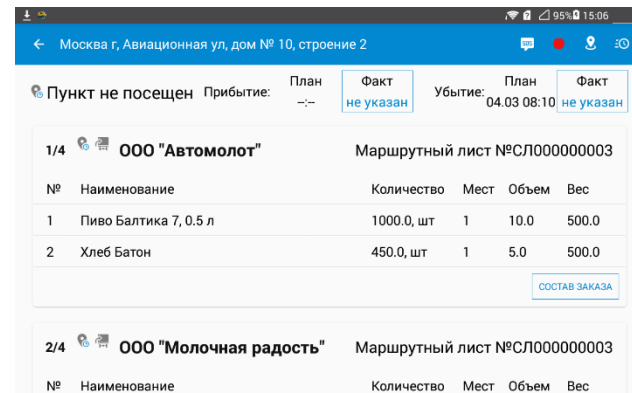 95% 15:06
Москва г, Авиационная ул, дом № 10, строение 2
Пункт не посещен Прибытие: План --:-- Факт не указан Убытие: План 04.03 08:10 Факт не указан
1/4 ООО "Автомолот" Маршрутный лист №СЛ000000003
№ Наименование Количество Мест Объем Вес
1 Пиво Балтика 7, 0.5 л 1000.0, шт 1 10.0 500.0
2 Хлеб Батон 450.0, шт 1 5.0 500.0
СОСТАВ ЗАКАЗА
2/4 ООО "Молочная радость" Маршрутный лист №СЛ000000003
№ Наименование Количество Мест Объем Вес